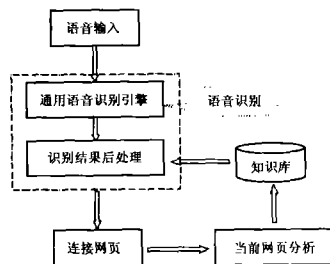 语音输入
通用语音识别引擎
语音识别
识别结果后处理
知识库
连接网页
当前网页分析